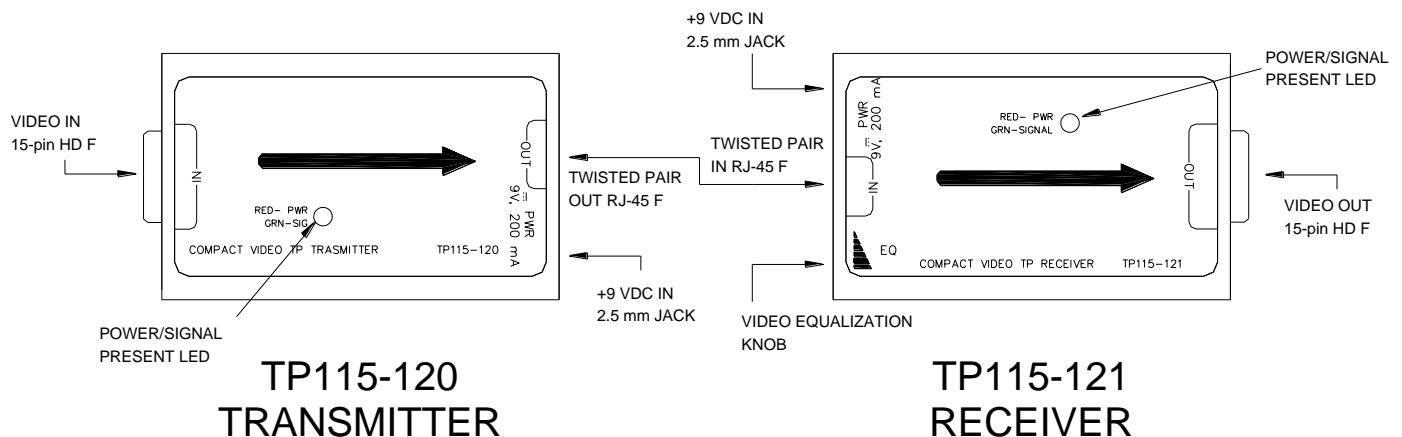 VIDEO IN
15-pin HD F
IN
RED- PWR
GRN-SIG
COMPACT VIDEO TP TRASMITTER
TP115-120
OUT
PWR
9V, 200 mA
POWER/SIGNAL
PRESENT LED
TWISTED PAIR
OUT RJ-45 F
+9 VDC IN
2.5 mm JACK
TP115-120
TRANSMITTER
+9 VDC IN
2.5 mm JACK
TWISTED PAIR
IN RJ-45 F
VIDEO EQUALIZATION
KNOB
PWR
9V, 200 mA
IN
EQ
RED- PWR
GRN-SIGNAL
COMPACT VIDEO TP RECEIVER
TP115-121
OUT
POWER/SIGNAL
PRESENT LED
VIDEO OUT
15-pin HD F
TP115-121
RECEIVER